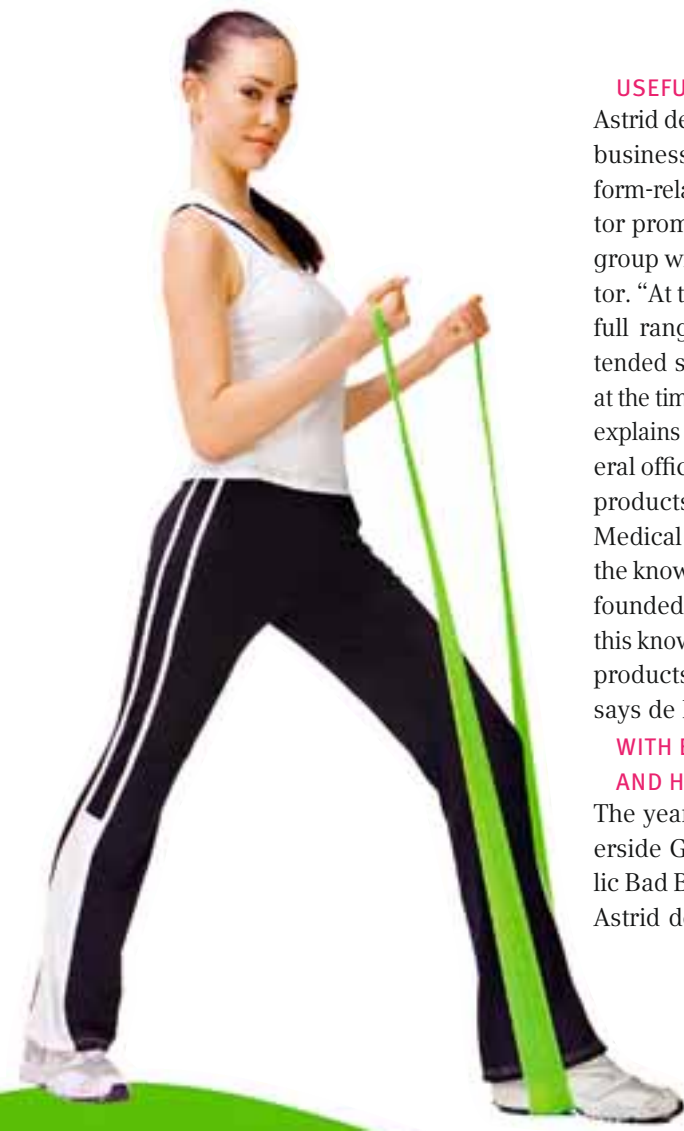 USEFU
Astrid de
business
form-rela
tor prom
group wi
tor. “At t
full rang
tended s
at the tim
explains
eral offic
products
Medical
the know
founded
this know
products
says de
WITH
AND H
The year
erside G
lic Bad B
Astrid d